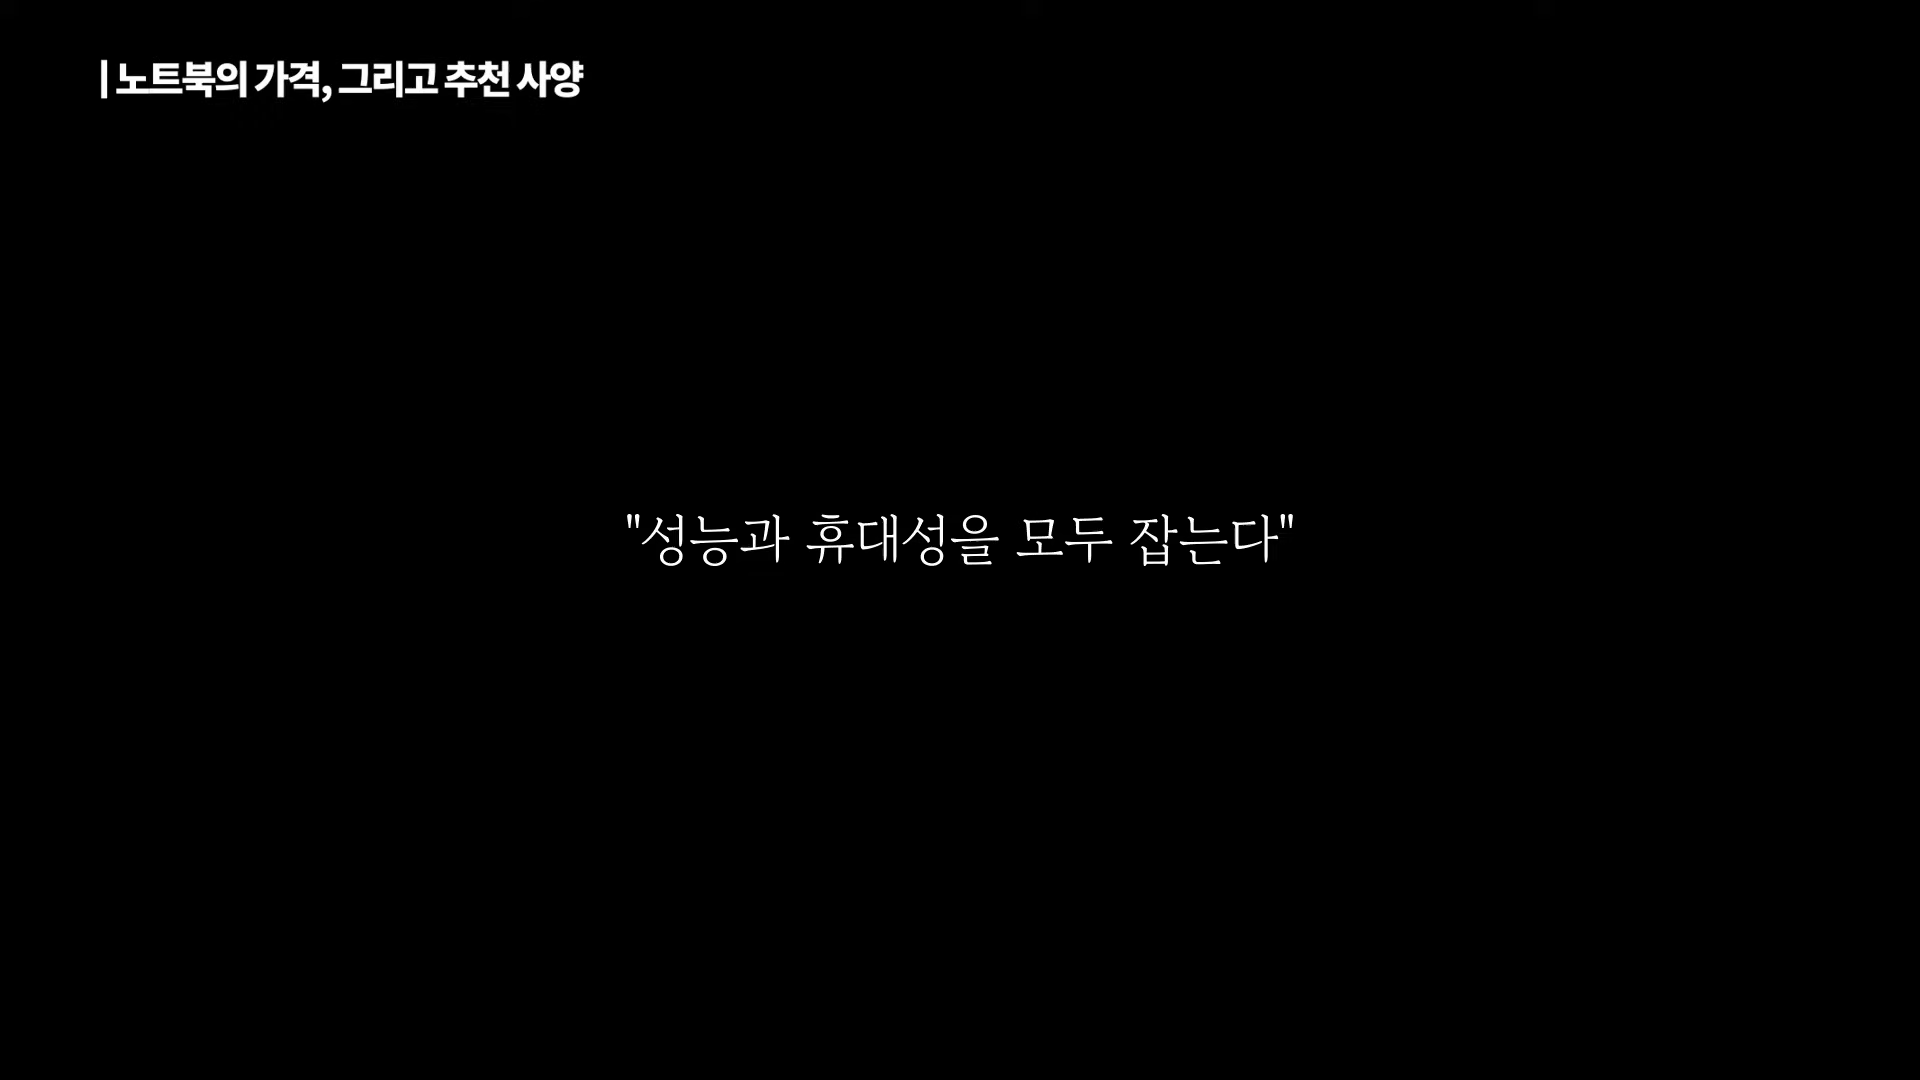 | 노트북의 가격, 그리고 추천 사양
"성능과 휴대성을 모두 잡는다"